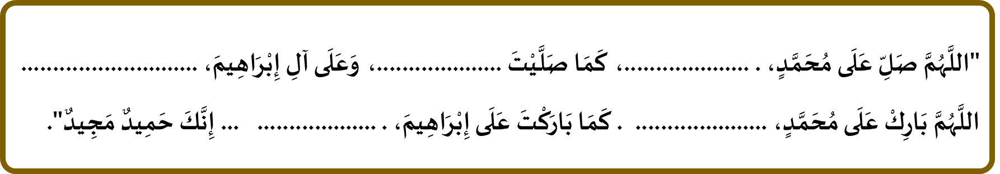 "اللَّهُمَّ صَلِّ عَلَى مُحَمَّدٍ، . ....................، كَمَا صَلَّيْتَ ....................، وَعَلَى آلِ إِبْرَاهِيمَ، ............................
اللَّهُمَّ بَارِكْ عَلَى مُحَمَّدٍ، ..................... . كَمَا بَارَكْتَ عَلَى إِبْرَاهِيمَ، . ................... ... إِنَّكَ حَمِيدٌ مَجِيدٌ".